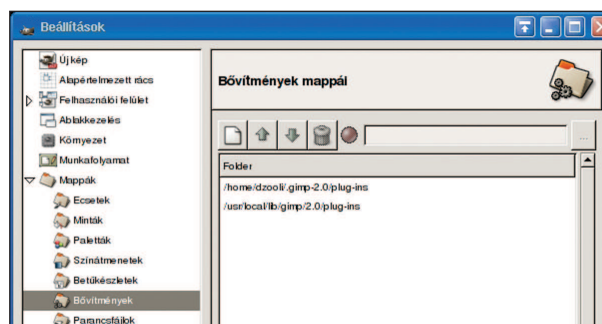 Beállítások
Új kép
Alapértelmezett rács
Felhasználói felület
Ablakkezelés
Környezet
Munkafolyamat
Mappák
Ecsetek
Minták
Paletták
Színátmenetek
Betűkészletek
Bővítmények
Parancsfájlok
Bővítmények mappái
...
Folder
/home/dzooli/.gimp-2.0/plug-ins
/usr/local/lib/gimp/2.0/plug-ins